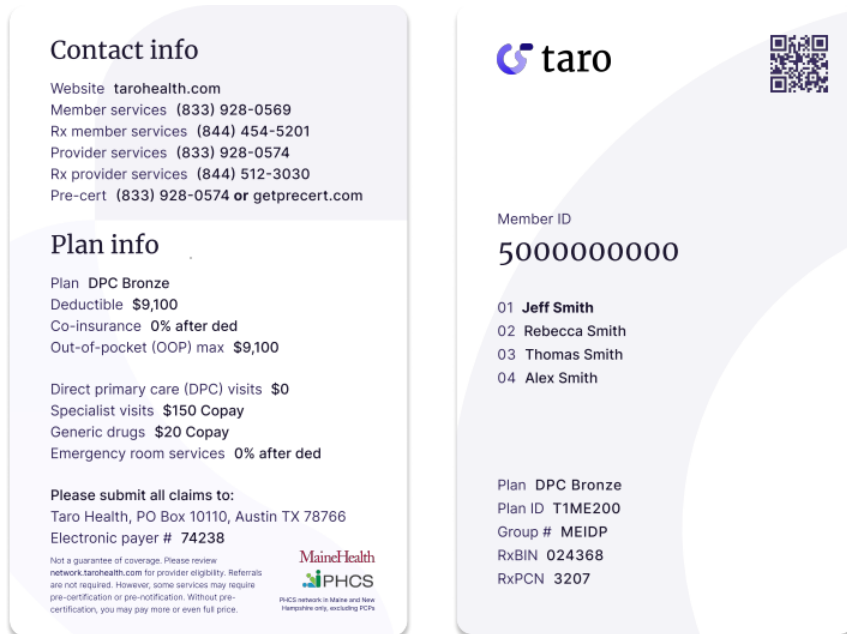 Contact info
Website tarohealth.com
Member services (833) 928-0569
Rx member services (844) 454-5201
Provider services (833) 928-0574
Rx provider services (844) 512-3030
Pre-cert (833) 928-0574 or getprecert.com
Plan info
Plan DPC Bronze
Deductible $9,100
Co-insurance 0% after ded
Out-of-pocket (OOP) max $9,100
Direct primary care (DPC) visits $0
Specialist visits $150 Copay
Generic drugs $20 Copay
Emergency room services 0% after ded
Please submit all claims to:
Taro Health, PO Box 10110, Austin TX 78766
Electronic payer # 74238
Not a guarantee of coverage. Please review
network.tarohealth.com for provider eligibility. Referrals
are not required. However, some services may require
pre-certification or pre-notification. Without pre-
certification, you may pay more or even full price.
MaineHealth
PHCS
PHCS network in Maine and New
Hampshire only, excluding PCPs
taro
Member ID
5000000000
01 Jeff Smith
02 Rebecca Smith
03 Thomas Smith
04 Alex Smith
Plan DPC Bronze
Plan ID T1ME200
Group # MEIDP
RxBIN 024368
RxPCN 3207